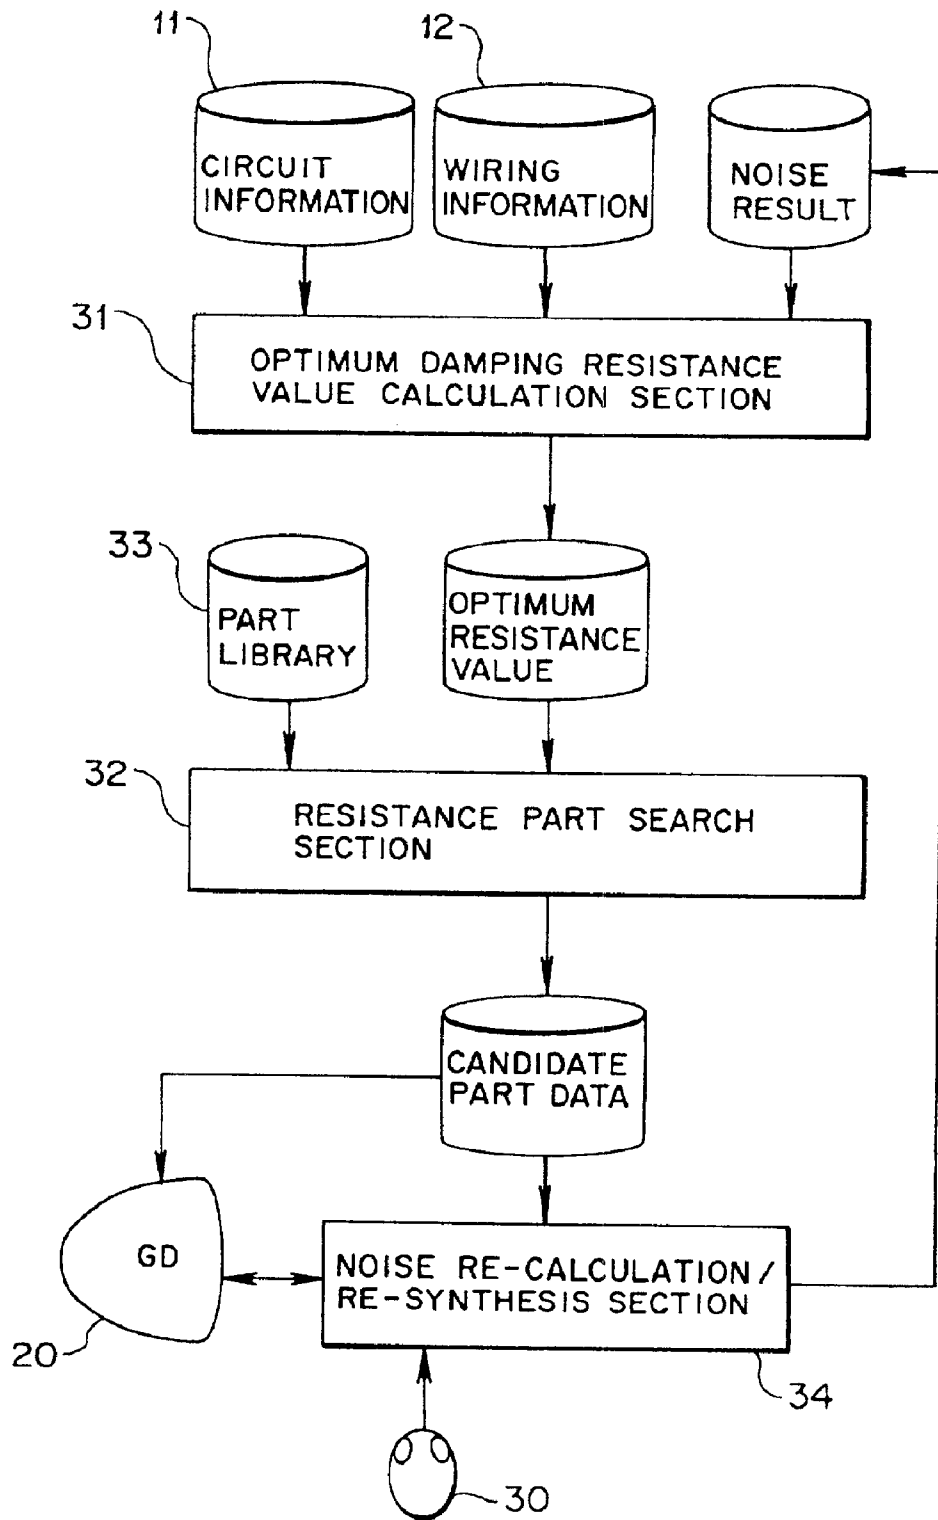 11
12
CIRCUIT
INFORMATION
WIRING
INFORMATION
NOISE
RESULT
31
OPTIMUM DAMPING RESISTANCE
VALUE CALCULATION SECTION
33
PART
LIBRARY
OPTIMUM
RESISTANCE
VALUE
32
RESISTANCE PART SEARCH
SECTION
CANDIDATE
PART DATA
GD
NOISE RE-CALCULATION/
RE-SYNTHESIS SECTION
20
34
30